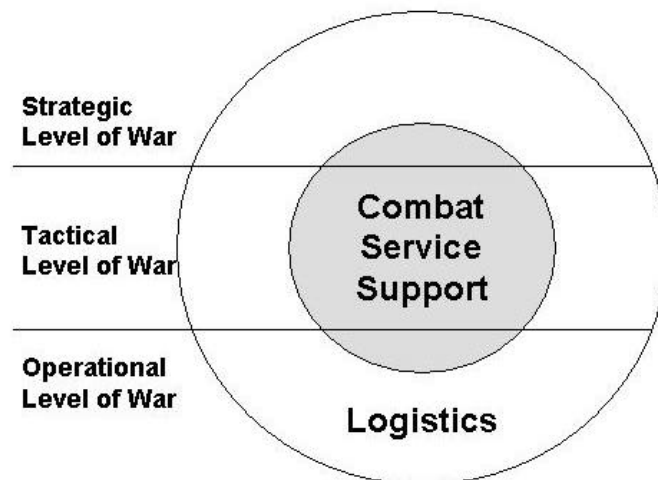 Strategic
Level of War
Tactical
Level of War
Operational
Level of War
Combat
Service
Support
Logistics